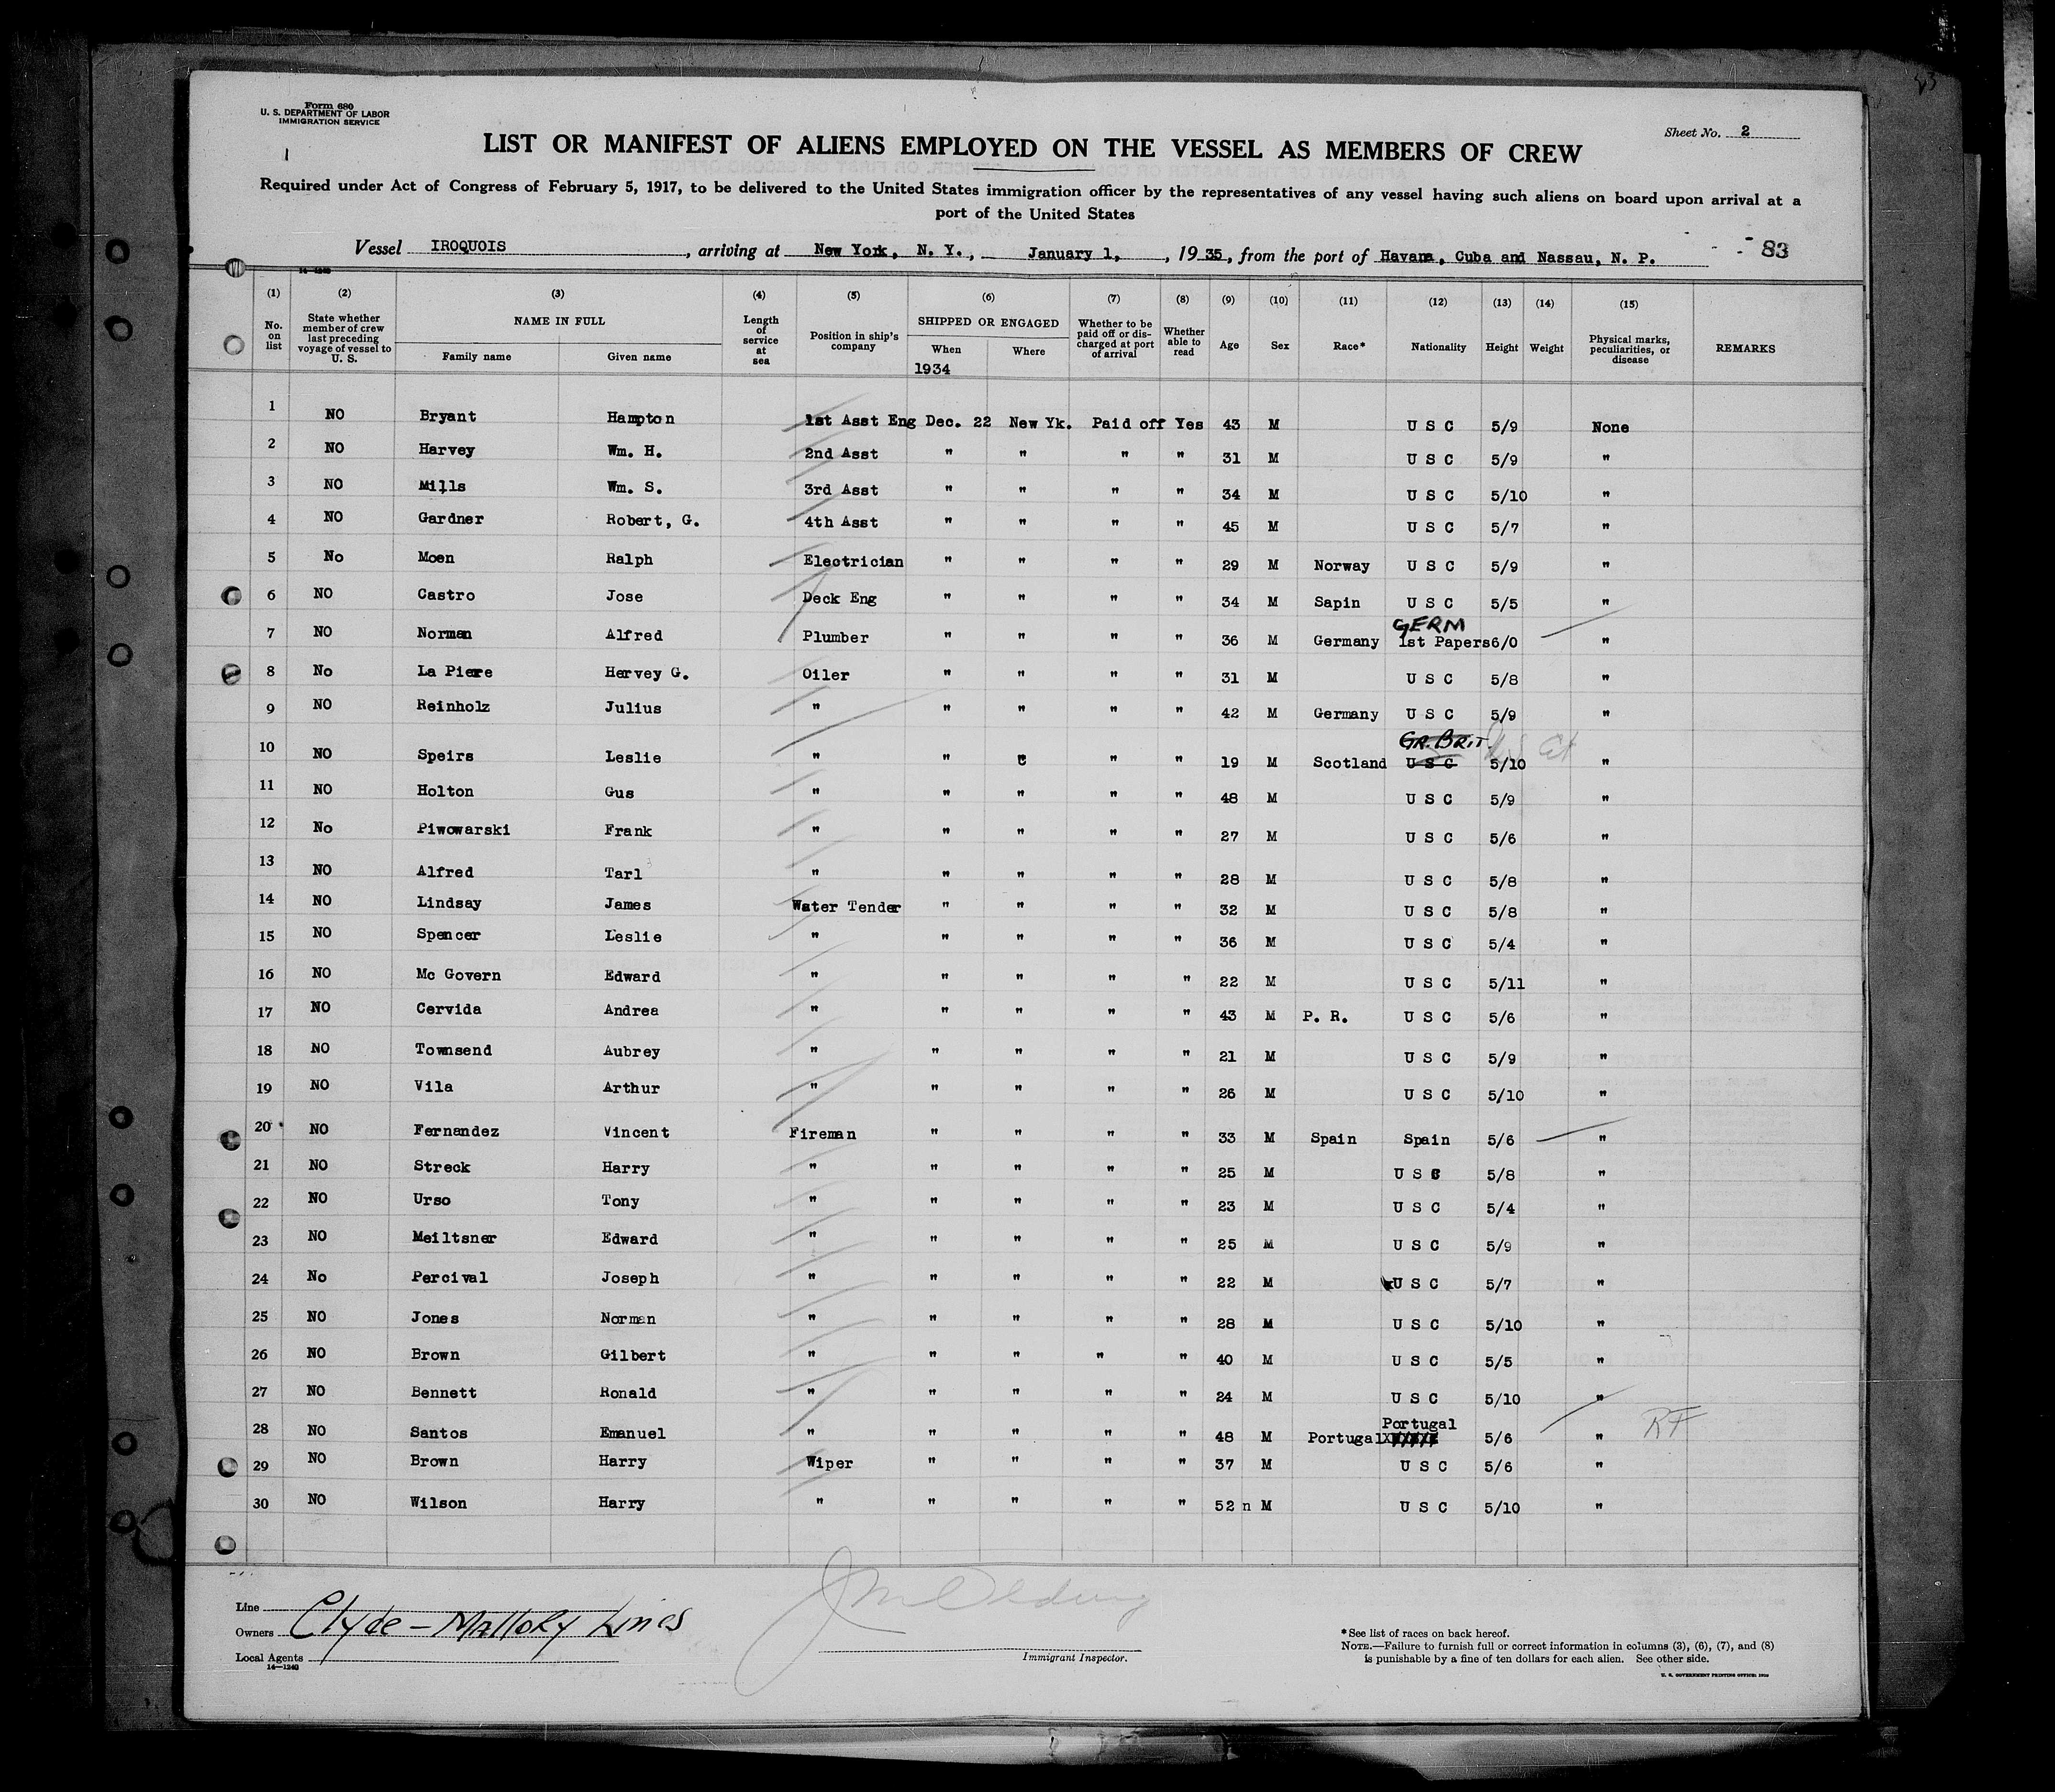 Form 680
U. S. DEPARTMENT OF LABOR
IMMIGRATION SERVICE
Sheet No. 2
LIST OR MANIFEST OF ALIENS EMPLOYED ON THE VESSEL AS MEMBERS OF CREW
Required under Act of Congress of February 5, 1917, to be delivered to the United States immigration officer by the representatives of any vessel having such aliens on board upon arrival at a
port of the United States
Vessel IROQUOIS, arriving at New York, N. Y., January 1, 1935, from the port of Havana, Cuba and Nassau, N. P. 83
(1) (2) (3) (4) (5) (6) (7) (8) (9) (10) (11) (12) (13) (14) (15)
No. on list State whether member of crew last preceding voyage of vessel to U. S. NAME IN FULL Family name Given name Length of service at sea Position in ship's company SHIPPED OR ENGAGED When Where Whether to be paid off or discharged at port of arrival Whether able to read Age Sex Race* Nationality Height Weight Physical marks, peculiarities, or disease REMARKS
1934
1 NO Bryant Hampton 1st Asst Eng Dec. 22 New Yk. Paid off Yes 43 M U S C 5/9 None
2 NO Harvey Wm. H. 2nd Asst " " " " 31 M U S C 5/9 "
3 NO Mills Wm. S. 3rd Asst " " " " 34 M U S C 5/10 "
4 NO Gardner Robert, G. 4th Asst " " " " 45 M U S C 5/7 "
5 No Moen Ralph Electrician " " " " 29 M Norway U S C 5/9 "
6 NO Castro Jose Deck Eng " " " " 34 M Sapin U S C 5/5 "
GERM
7 NO Norman Alfred Plumber " " " " 36 M Germany 1st Papers 6/0 "
8 No La Piere Hervey G. Oiler " " " " 31 M U S C 5/8 "
9 NO Reinholz Julius " " " " " 42 M Germany U S C 5/9 "
GR. BRIT.
10 NO Speirs Leslie " " " " " 19 M Scotland U S C 5/10 "
11 NO Holton Gus " " " " " 48 M U S C 5/9 "
12 No Piwowarski Frank " " " " " 27 M U S C 5/6 "
13 NO Alfred Tarl " " " " " 28 M U S C 5/8 "
14 NO Lindsay James Water Tender " " " " 32 M U S C 5/8 "
15 NO Spencer Leslie " " " " " 36 M U S C 5/4 "
16 NO Mc Govern Edward " " " " " 22 M U S C 5/11 "
17 NO Cervida Andrea " " " " " 43 M P. R. U S C 5/6 "
18 NO Townsend Aubrey " " " " " 21 M U S C 5/9 "
19 NO Vila Arthur " " " " " 26 M U S C 5/10 "
20 NO Fernandez Vincent Fireman " " " " 33 M Spain Spain 5/6 "
21 NO Streck Harry " " " " " 25 M U S C 5/8 "
22 NO Urso Tony " " " " " 23 M U S C 5/4 "
23 NO Meiltsner Edward " " " " " 25 M U S C 5/9 "
24 No Percival Joseph " " " " " 22 M U S C 5/7 "
25 NO Jones Norman " " " " " 28 M U S C 5/10 "
26 NO Brown Gilbert " " " " " 40 M U S C 5/5 "
27 NO Bennett Ronald " " " " " 24 M U S C 5/10 "
Portugal
28 NO Santos Emanuel " " " " " 48 M Portugal 5/6 " RF
29 NO Brown Harry Wiper " " " " 37 M U S C 5/6 "
30 NO Wilson Harry " " " " " 52 n M U S C 5/10 "
Line
Owners Clyde - Mallory Lines
Local Agents
14—1240
Immigrant Inspector.
*See list of races on back hereof.
NOTE.—Failure to furnish full or correct information in columns (3), (6), (7), and (8)
is punishable by a fine of ten dollars for each alien. See other side.